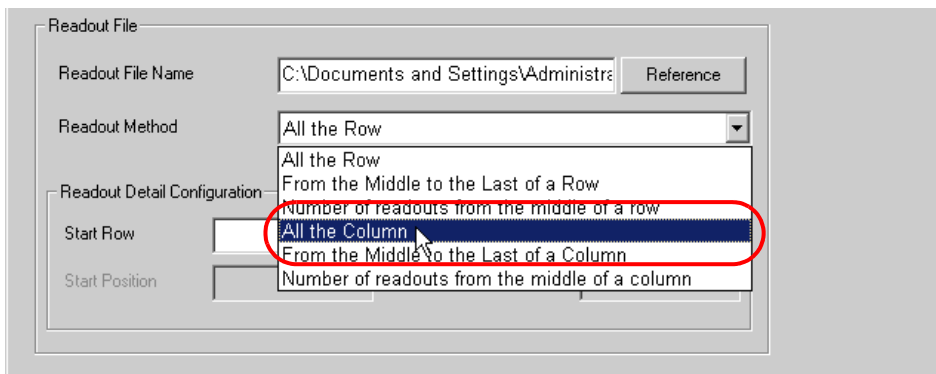 Readout File
Readout File Name C:\Documents and Settings\Administra Reference
Readout Method All the Row
All the Row
From the Middle to the Last of a Row
Readout Detail Configuration
Number of readouts from the middle of a row
Start Row All the Column
From the Middle to the Last of a Column
Start Position Number of readouts from the middle of a column